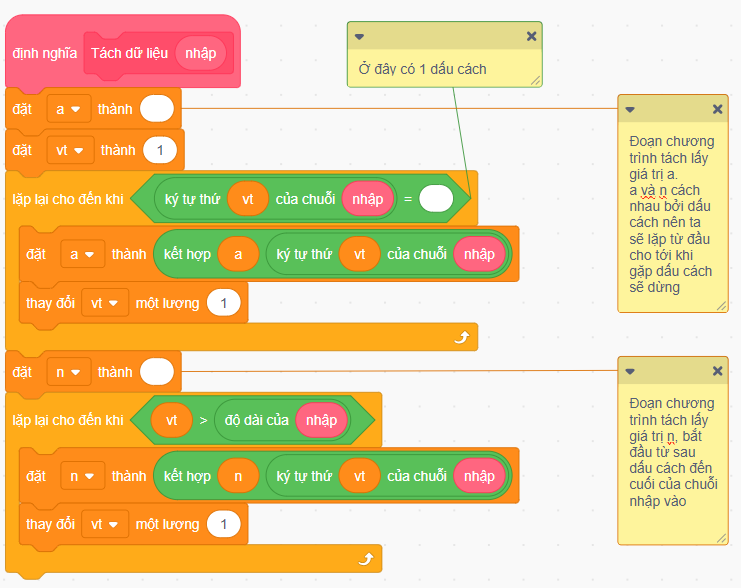 định nghĩa Tách dữ liệu nhập
Ở đây có 1 dấu cách
đặt a thành
Đoạn chương
trình tách lấy
giá trị a.
a và n cách
nhau bởi dấu
cách nên ta
sẽ lặp từ đầu
cho tới khi
gặp dấu cách
sẽ dừng
đặt vt thành 1
lặp lại cho đến khi ký tự thứ vt của chuỗi nhập =
đặt a thành kết hợp a ký tự thứ vt của chuỗi nhập
thay đổi vt một lượng 1
đặt n thành
Đoạn chương
trình tách lấy
giá trị n, bắt
đầu từ sau
dấu cách đến
cuối của chuỗi
nhập vào
lặp lại cho đến khi vt > độ dài của nhập
đặt n thành kết hợp n ký tự thứ vt của chuỗi nhập
thay đổi vt một lượng 1